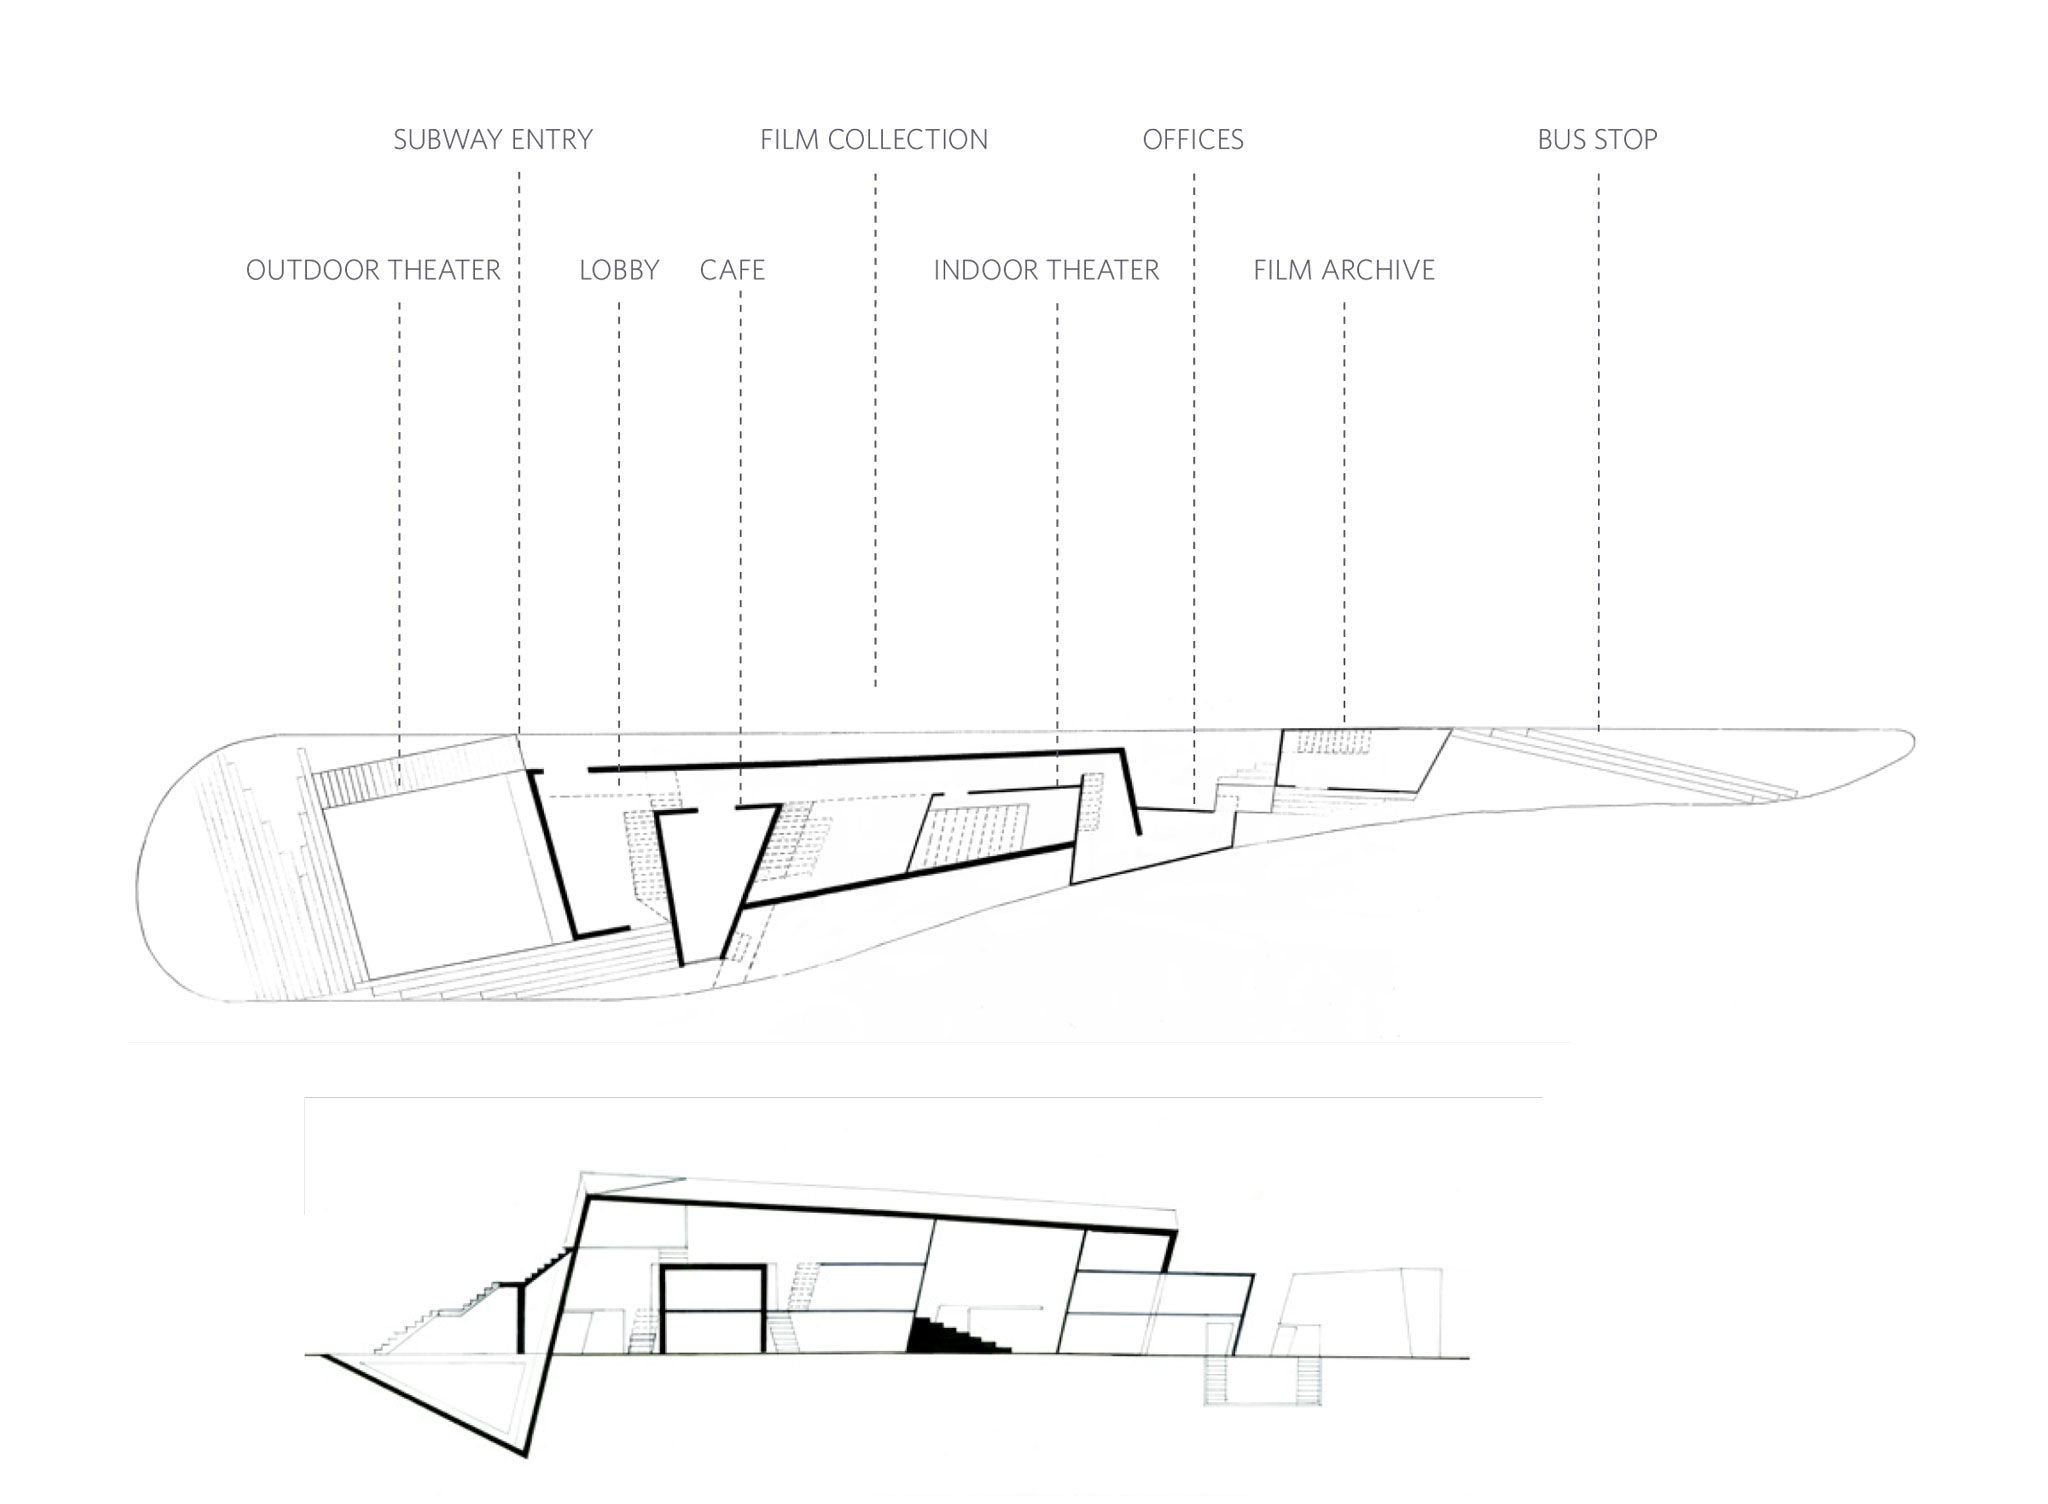 SUBWAY ENTRY
FILM COLLECTION
OFFICES
BUS STOP
OUTDOOR THEATER
LOBBY
CAFE
INDOOR THEATER
FILM ARCHIVE